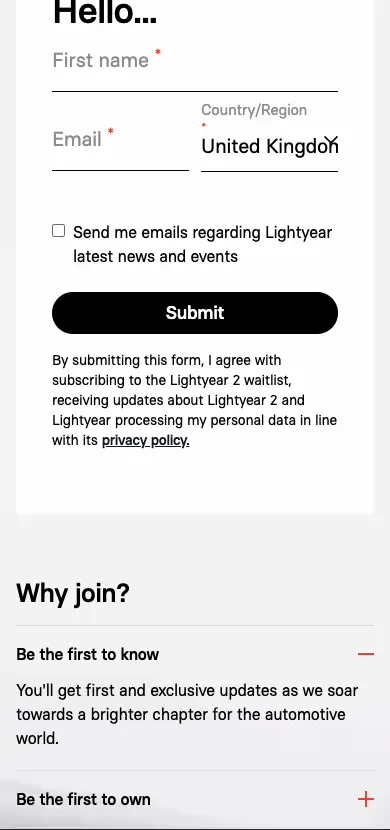 Hello...
First name *
Country/Region
*
Email *
United Kingdom
Send me emails regarding Lightyear
latest news and events
Submit
By submitting this form, I agree with
subscribing to the Lightyear 2 waitlist,
receiving updates about Lightyear 2 and
Lightyear processing my personal data in line
with its privacy policy.
Why join?
Be the first to know
You'll get first and exclusive updates as we soar
towards a brighter chapter for the automotive
world.
Be the first to own